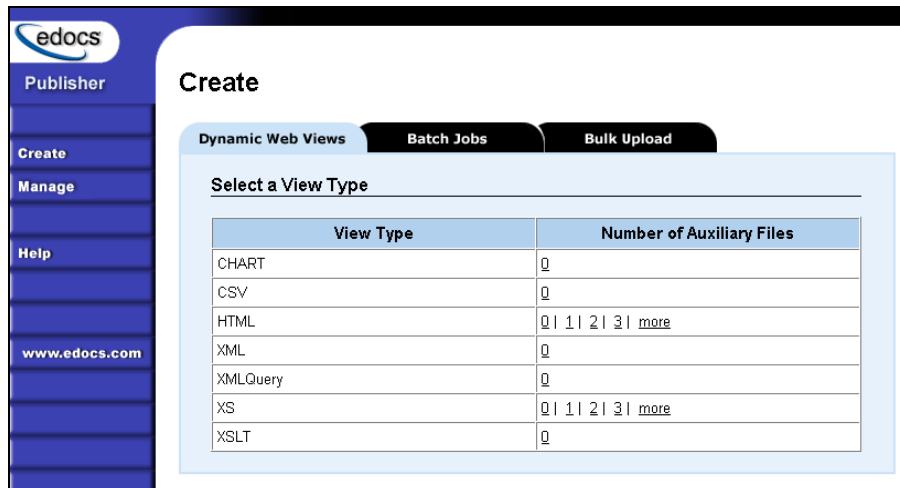 edocs
Publisher
Create
Manage
Help
www.edocs.com
Create
Dynamic Web Views Batch Jobs Bulk Upload
Select a View Type
View Type Number of Auxiliary Files
CHART 0
CSV 0
HTML 0 | 1 | 2 | 3 | more
XML 0
XMLQuery 0
XS 0 | 1 | 2 | 3 | more
XSLT 0